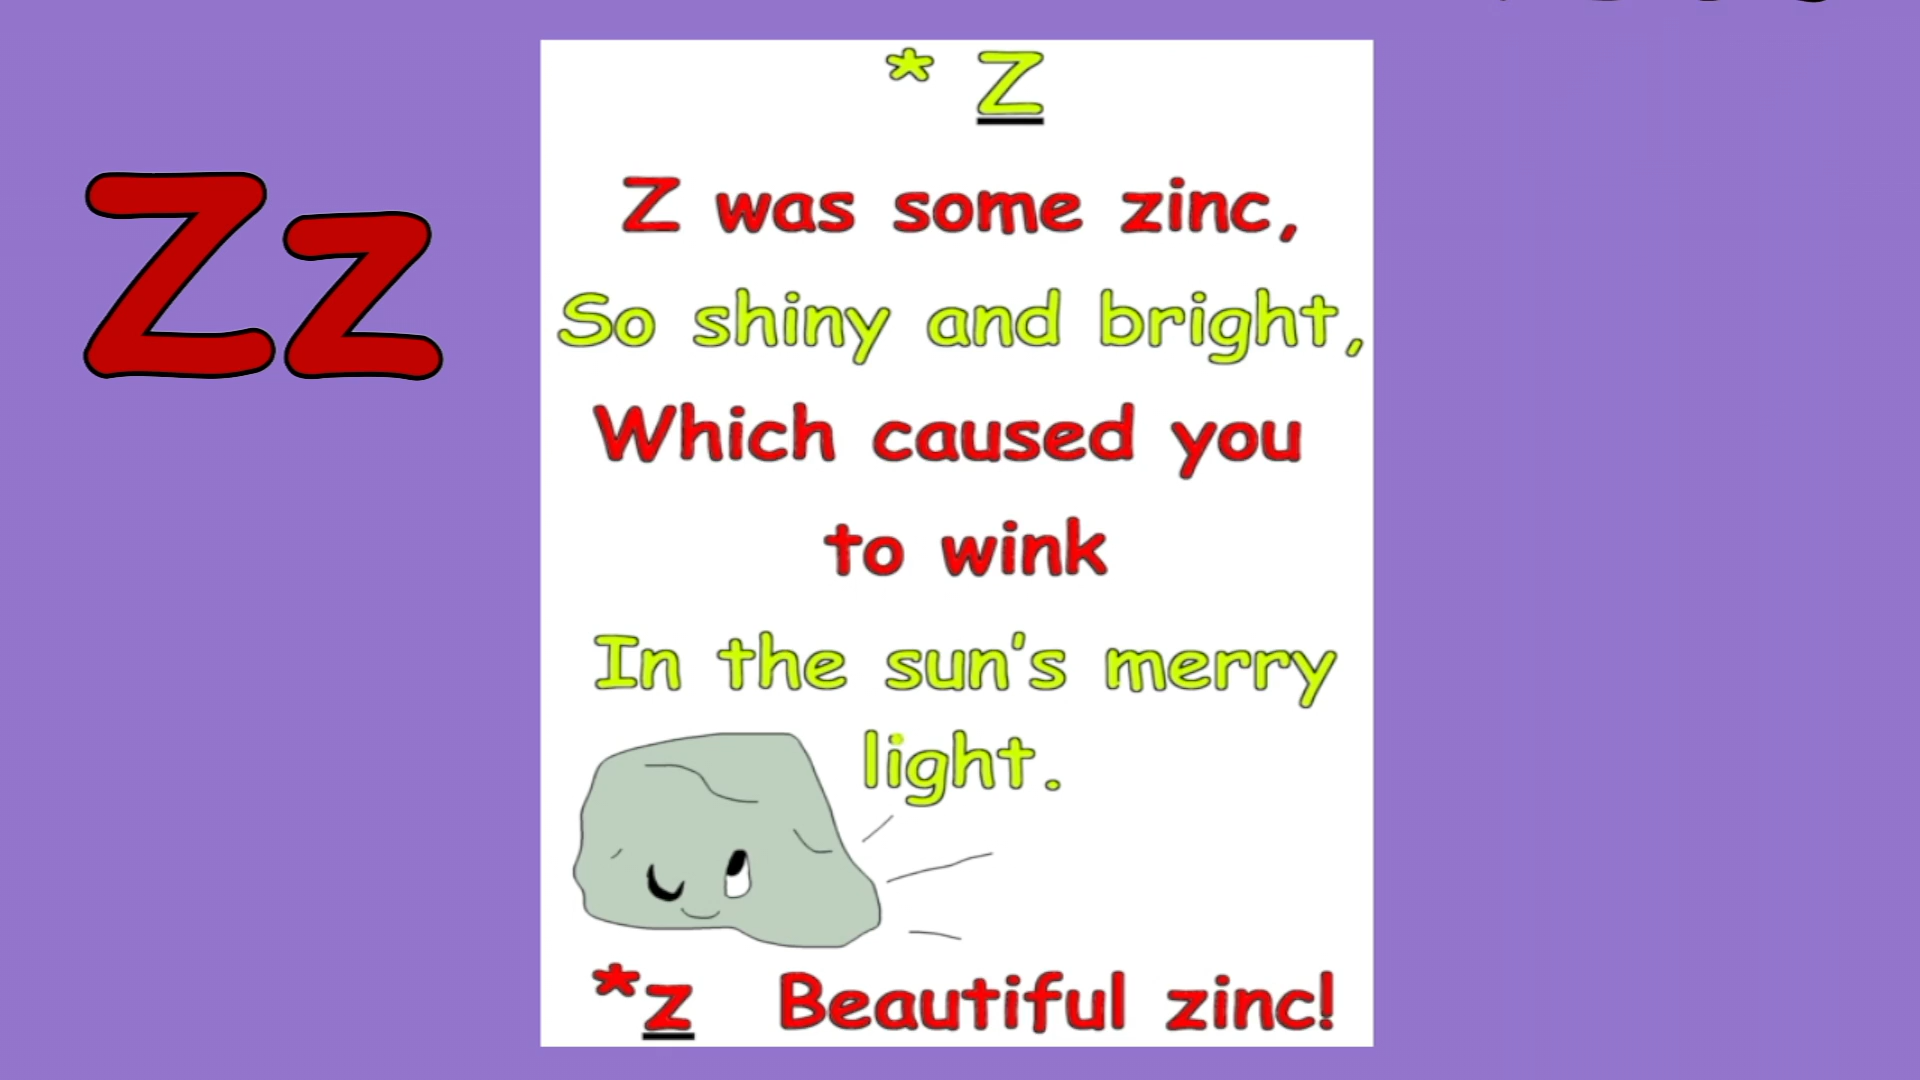 Zz
* Z
Z was some zinc,
So shiny and bright,
Which caused you
to wink
In the sun's merry
light.
*z Beautiful zinc!